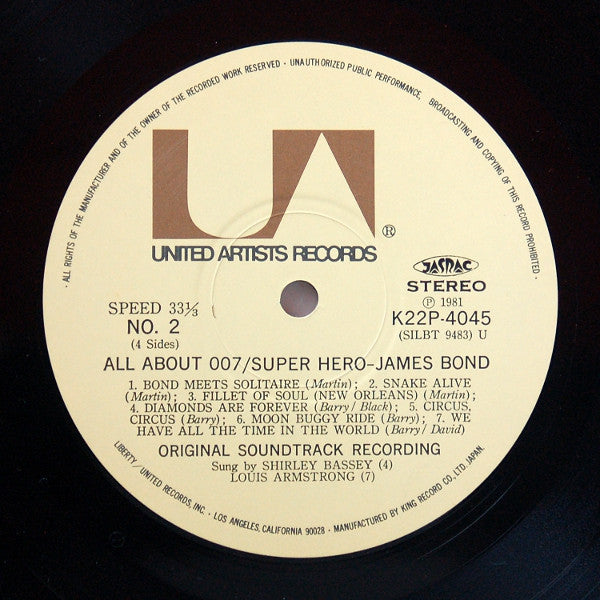 · ALL RIGHTS OF THE MANUFACTURER AND OF THE OWNER OF THE RECORDED WORK RESERVED · UNAUTHORIZED PUBLIC PERFORMANCE, BROADCASTING AND COPYING OF THIS RECORD PROHIBITED ·
UA
UNITED ARTISTS RECORDS ®
JASRAC
STEREO
SPEED 33⅓
Ⓟ 1981
NO. 2
K22P-4045
(4 Sides)
(SILBT 9483) U
ALL ABOUT 007/SUPER HERO-JAMES BOND
1. BOND MEETS SOLITAIRE (Martin); 2. SNAKE ALIVE
(Martin); 3. FILLET OF SOUL (NEW ORLEANS) (Martin);
4. DIAMONDS ARE FOREVER (Barry/Black); 5. CIRCUS,
CIRCUS (Barry); 6. MOON BUGGY RIDE (Barry); 7. WE
HAVE ALL THE TIME IN THE WORLD (Barry/David)
ORIGINAL SOUNDTRACK RECORDING
Sung by SHIRLEY BASSEY (4)
LOUIS ARMSTRONG (7)
LIBERTY/UNITED RECORDS, INC. · LOS ANGELES, CALIFORNIA 90028 · MANUFACTURED BY KING RECORD CO., LTD. JAPAN.